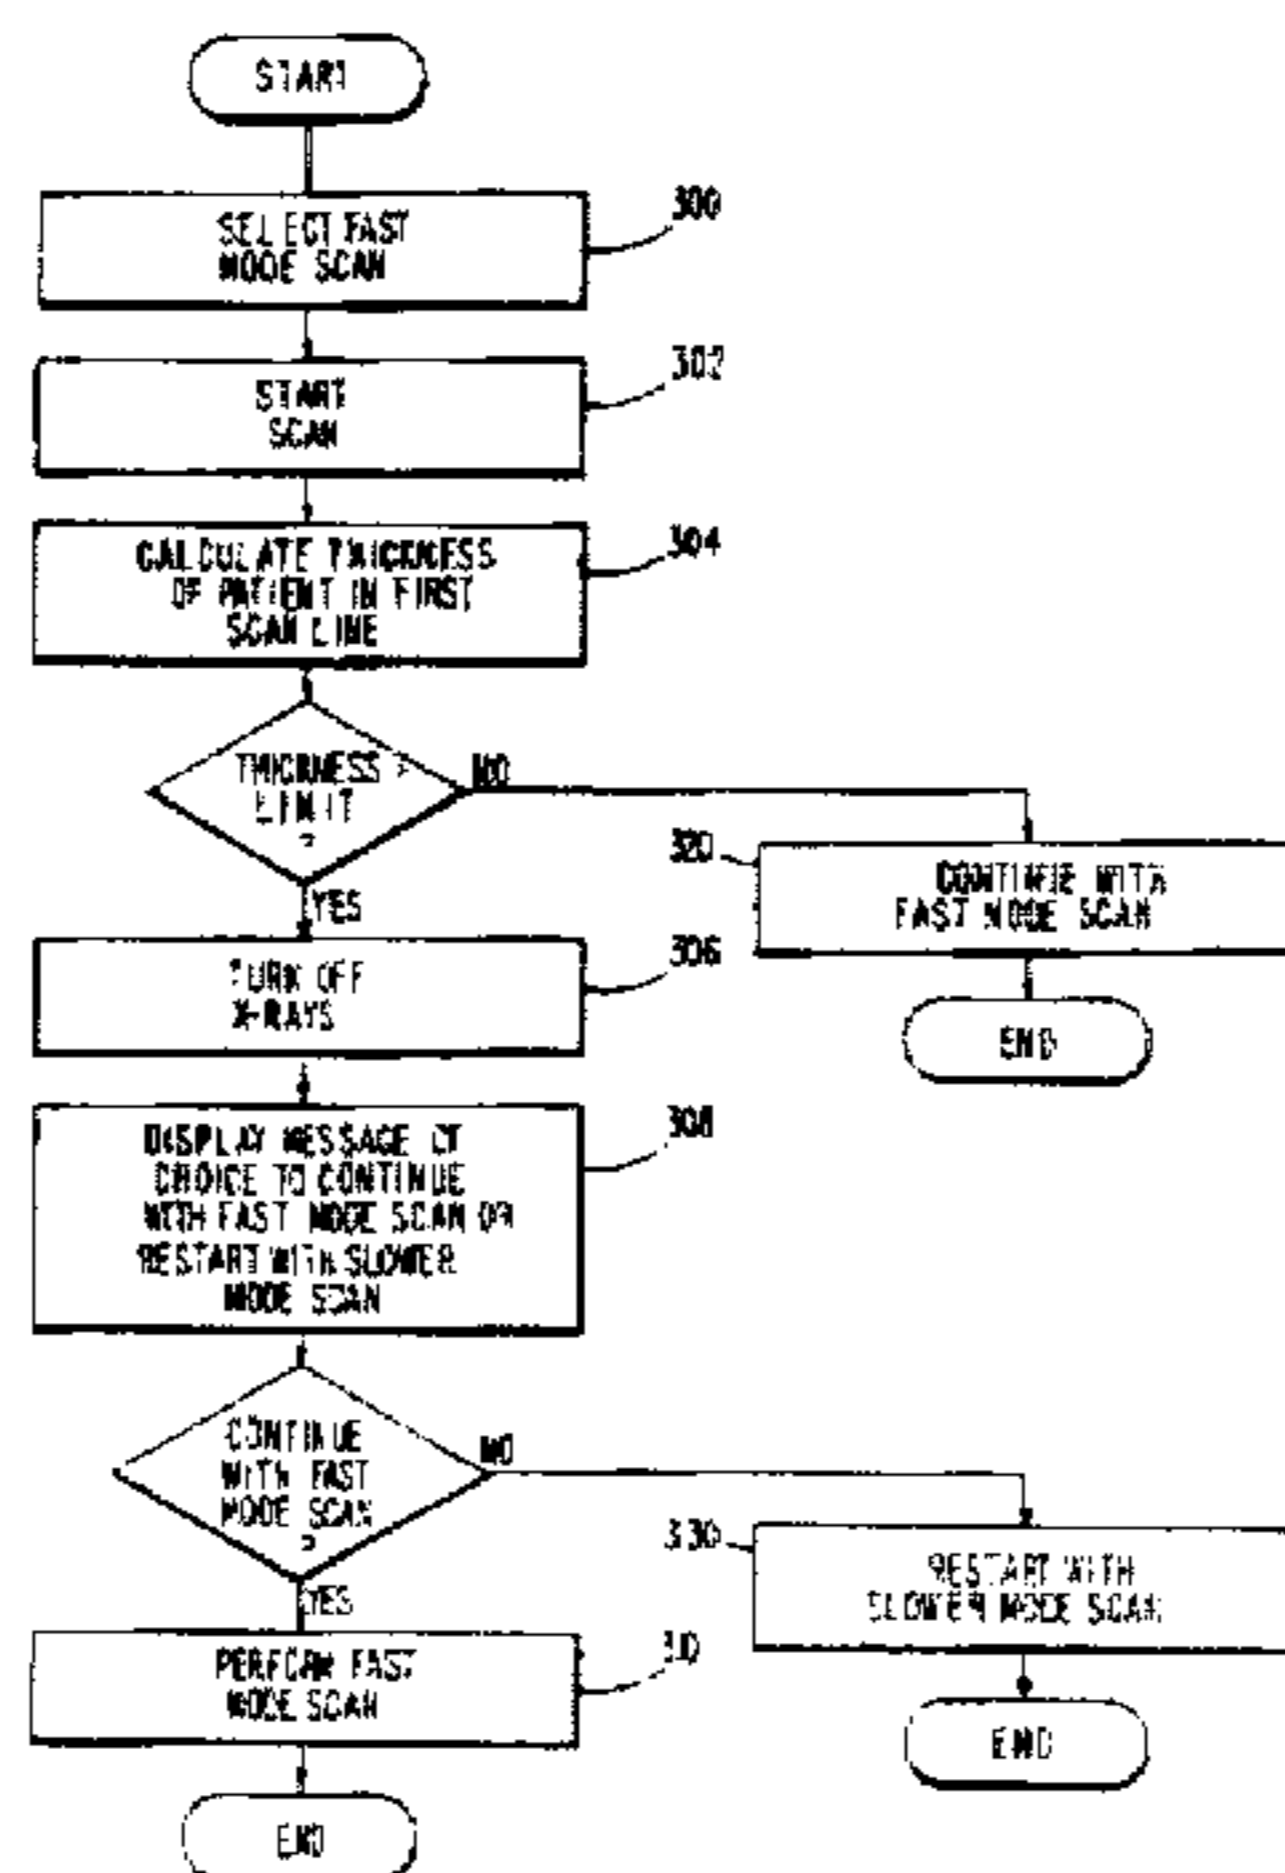 START
SELECT FAST
MODE SCAN
300
START
SCAN
302
CALCULATE THICKNESS
OF PATIENT IN FIRST
SCAN LINE
304
THICKNESS >
LIMIT
?
NO
YES
320
CONTINUE WITH
FAST MODE SCAN
END
TURN OFF
X-RAYS
306
DISPLAY MESSAGE OF
CHOICE TO CONTINUE
WITH FAST MODE SCAN OR
RESTART WITH SLOWER
MODE SCAN
308
CONTINUE
WITH FAST
MODE SCAN
?
NO
YES
330
RESTART WITH
SLOWER MODE SCAN
END
PERFORM FAST
MODE SCAN
310
END